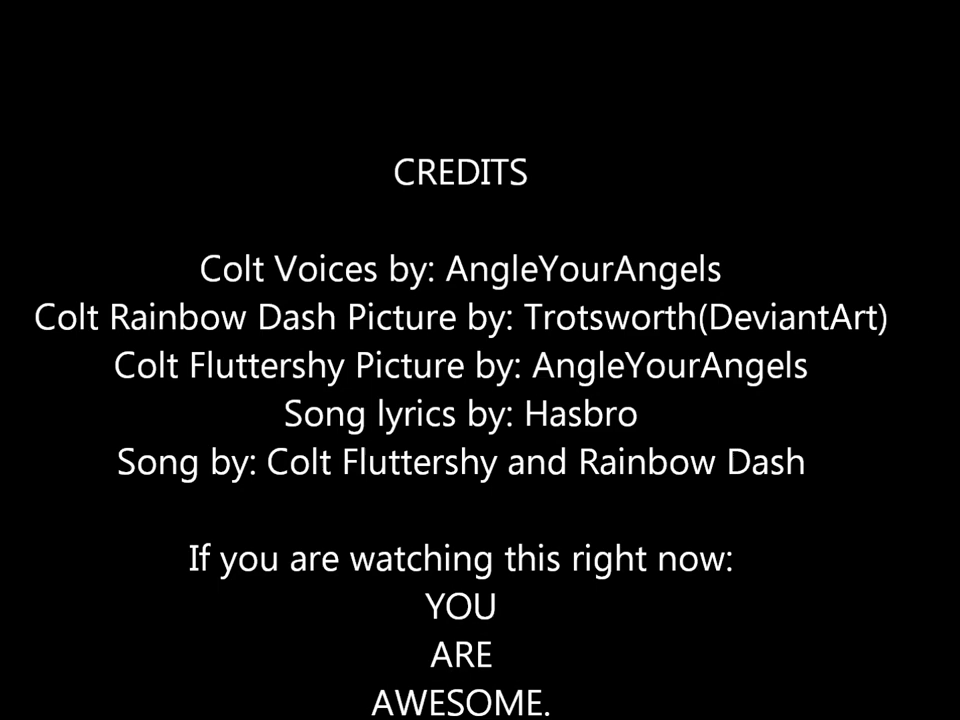 CREDITS
Colt Voices by: AngleYourAngels
Colt Rainbow Dash Picture by: Trotsworth(DeviantArt)
Colt Fluttershy Picture by: AngleYourAngels
Song lyrics by: Hasbro
Song by: Colt Fluttershy and Rainbow Dash
If you are watching this right now:
YOU
ARE
AWESOME.